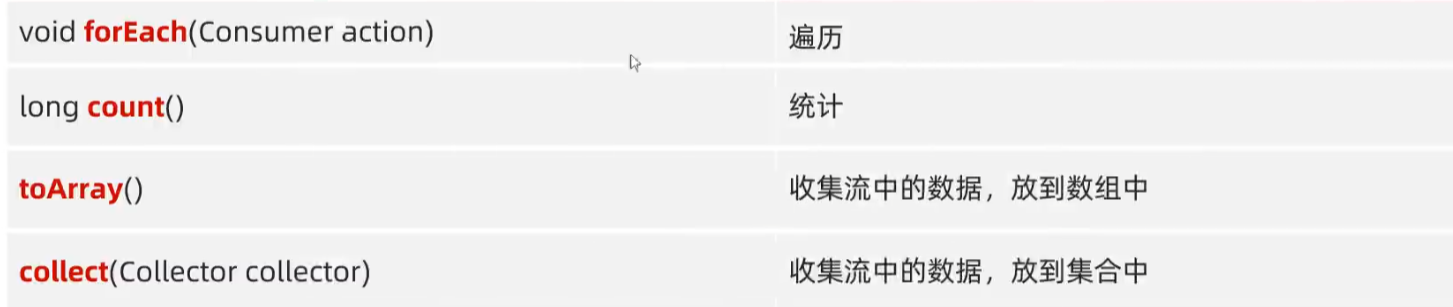 void forEach(Consumer action) 遍历
long count() 统计
toArray() 收集流中的数据，放到数组中
collect(Collector collector) 收集流中的数据，放到集合中